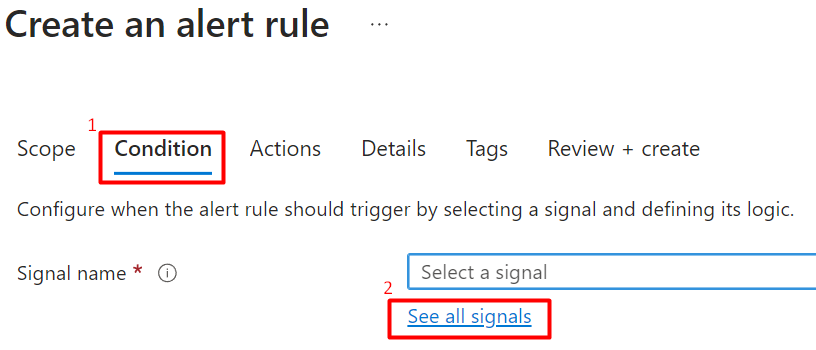 Create an alert rule ...
1
Scope Condition Actions Details Tags Review + create
Configure when the alert rule should trigger by selecting a signal and defining its logic.
Signal name * i Select a signal
2
See all signals